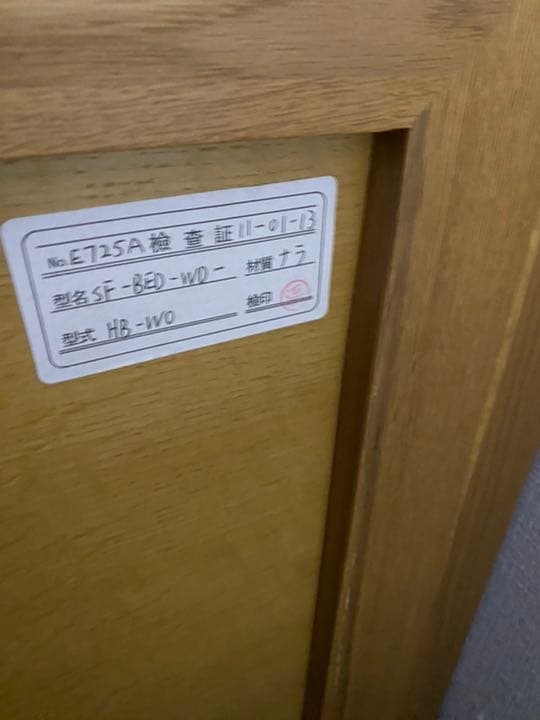 No.E725A 検査証 11-01-13
型名 SF-BED-WD- 材質 ナラ
型式 HB-WD 検印